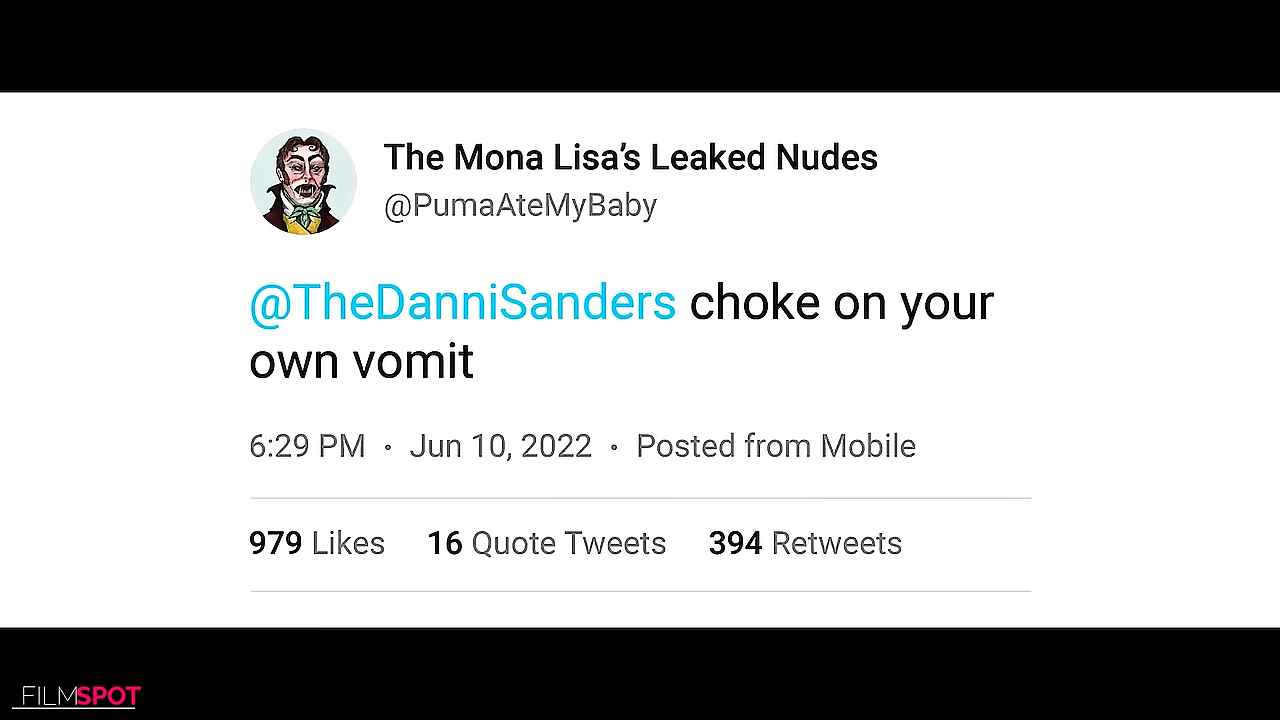 The Mona Lisa’s Leaked Nudes
@PumaAteMyBaby
@TheDanniSanders choke on your
own vomit
6:29 PM • Jun 10, 2022 • Posted from Mobile
979 Likes 16 Quote Tweets 394 Retweets
FILMSPOT